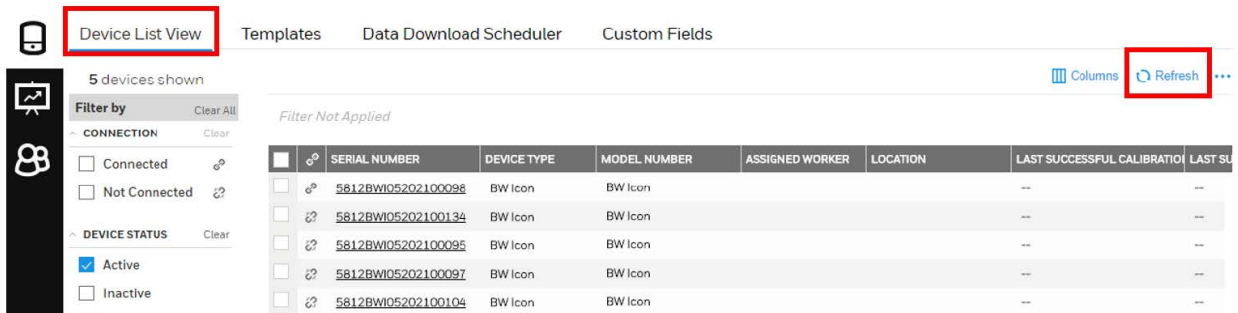 Device List View Templates Data Download Scheduler Custom Fields
5 devices shown
Columns Refresh
Filter by Clear All
Filter Not Applied
CONNECTION Clear
Connected
Not Connected
DEVICE STATUS Clear
Active
Inactive
SERIAL NUMBER DEVICE TYPE MODEL NUMBER ASSIGNED WORKER LOCATION LAST SUCCESSFUL CALIBRATIO LAST SU
5812BWI05202100098 BW Icon BW Icon -- --
5812BWI05202100134 BW Icon BW Icon -- --
5812BWI05202100095 BW Icon BW Icon -- --
5812BWI05202100097 BW Icon BW Icon -- --
5812BWI05202100104 BW Icon BW Icon -- --